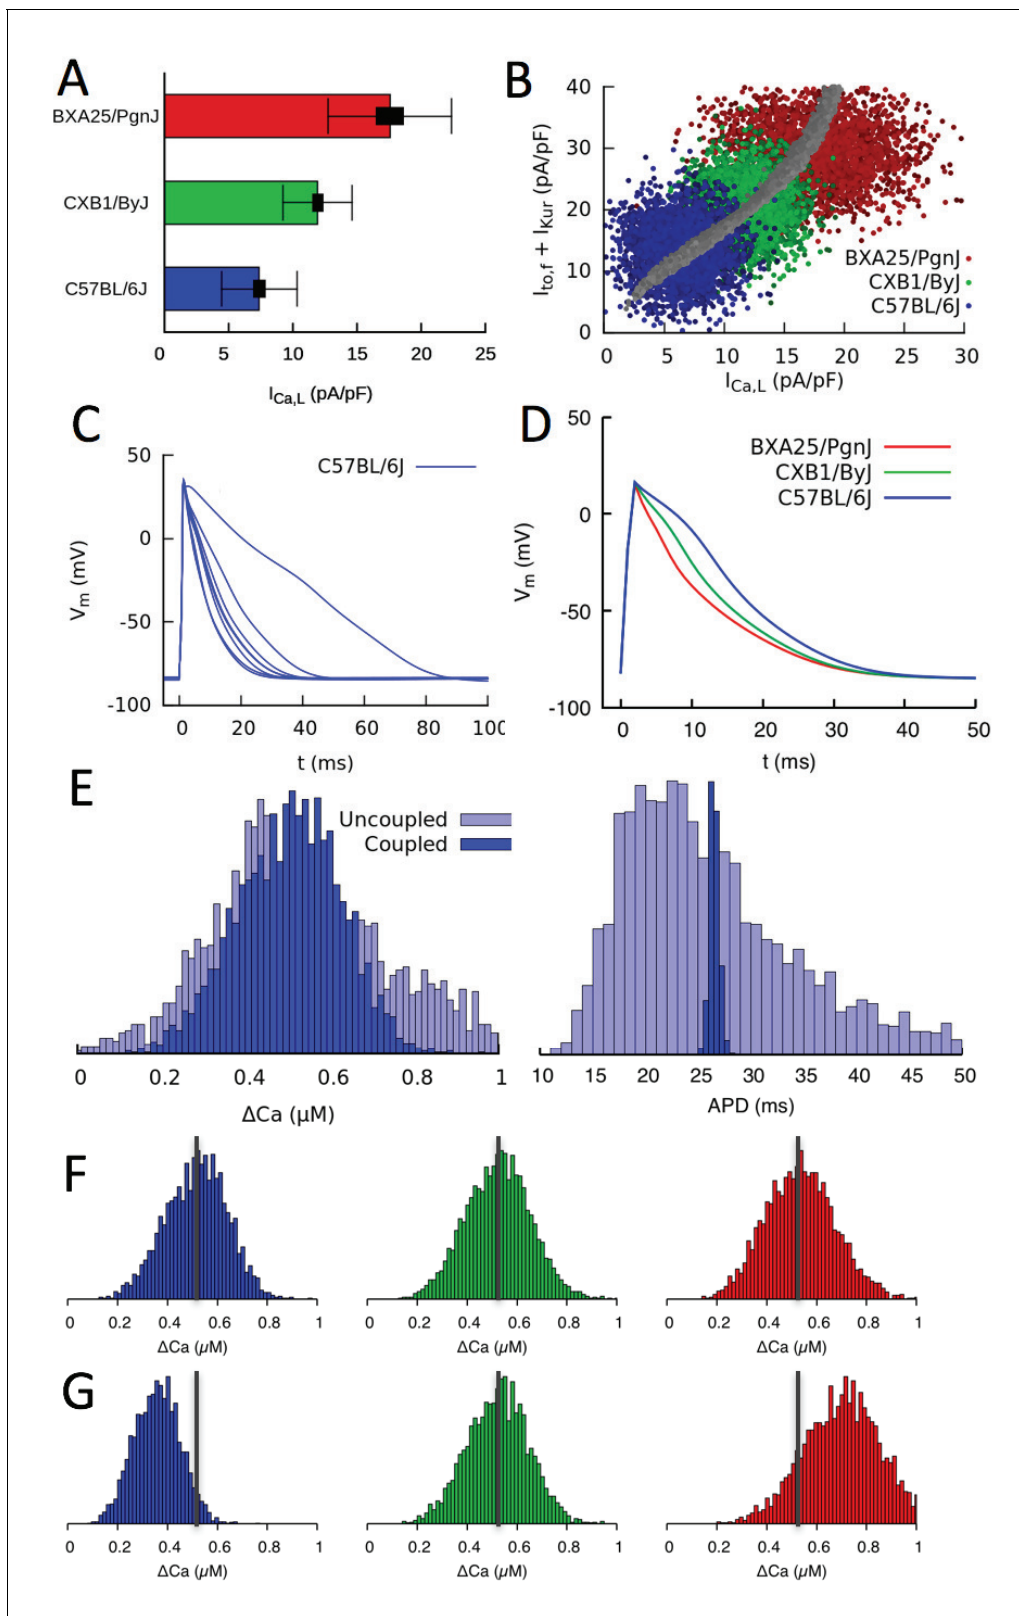 A
BXA25/PgnJ
CXB1/ByJ
C57BL/6J
0 5 10 15 20 25
I_Ca,L (pA/pF)
B
I_to,f + I_Kur (pA/pF)
40
30
20
10
0
BXA25/PgnJ
CXB1/ByJ
C57BL/6J
0 5 10 15 20 25 30
I_Ca,L (pA/pF)
C
V_m (mV)
50
0
-50
-100
C57BL/6J
0 20 40 60 80 100
t (ms)
D
V_m (mV)
50
0
-50
-100
BXA25/PgnJ
CXB1/ByJ
C57BL/6J
0 10 20 30 40 50
t (ms)
E
Uncoupled
Coupled
0 0.2 0.4 0.6 0.8 1
ΔCa (µM)
10 15 20 25 30 35 40 45 50
APD (ms)
F
0 0.2 0.4 0.6 0.8 1
ΔCa (µM)
0 0.2 0.4 0.6 0.8 1
ΔCa (µM)
0 0.2 0.4 0.6 0.8 1
ΔCa (µM)
G
0 0.2 0.4 0.6 0.8 1
ΔCa (µM)
0 0.2 0.4 0.6 0.8 1
ΔCa (µM)
0 0.2 0.4 0.6 0.8 1
ΔCa (µM)